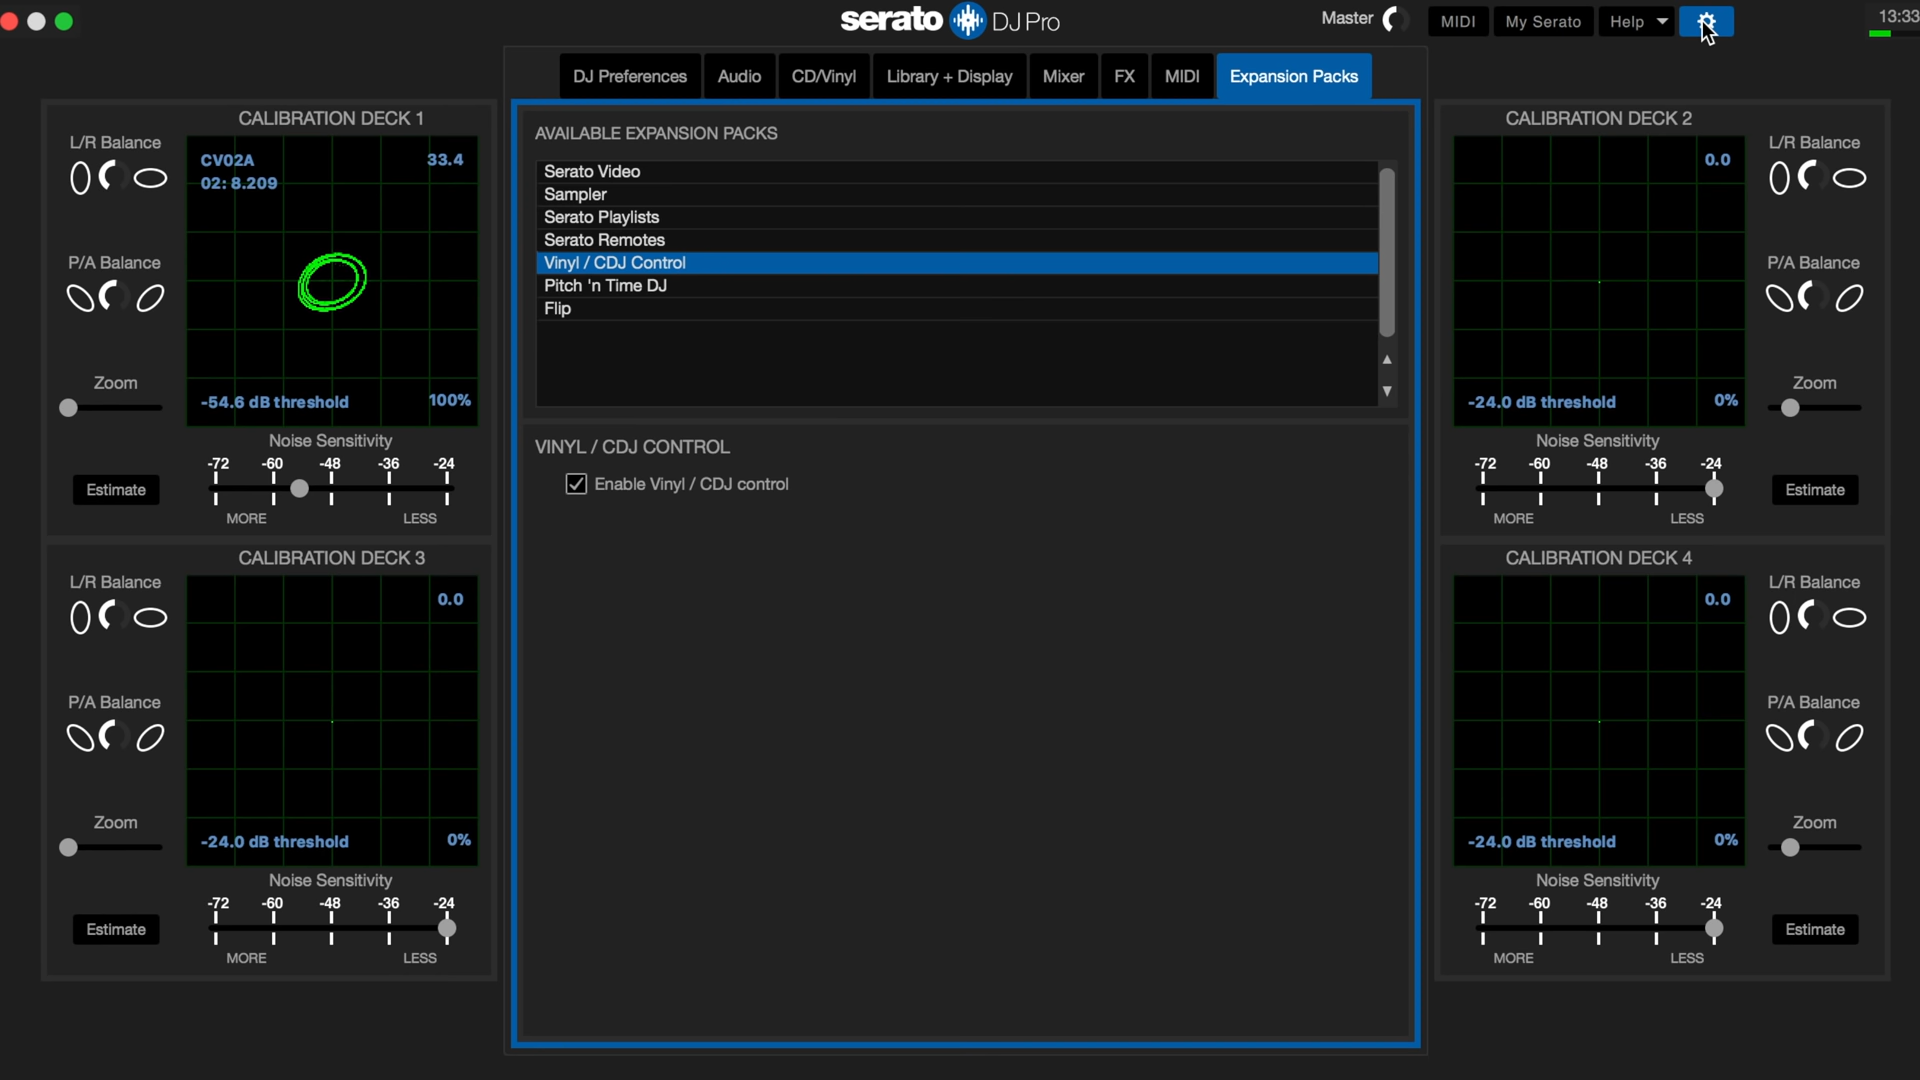 serato DJ Pro
Master
MIDI
My Serato
Help
13:33
DJ Preferences
Audio
CD/Vinyl
Library + Display
Mixer
FX
MIDI
Expansion Packs
CALIBRATION DECK 1
L/R Balance
CV02A
33.4
02: 8.209
P/A Balance
Zoom
-54.6 dB threshold
100%
Noise Sensitivity
-72 -60 -48 -36 -24
Estimate
MORE LESS
CALIBRATION DECK 3
L/R Balance
0.0
P/A Balance
Zoom
-24.0 dB threshold
0%
Noise Sensitivity
-72 -60 -48 -36 -24
Estimate
MORE LESS
AVAILABLE EXPANSION PACKS
Serato Video
Sampler
Serato Playlists
Serato Remotes
Vinyl / CDJ Control
Pitch 'n Time DJ
Flip
VINYL / CDJ CONTROL
Enable Vinyl / CDJ control
CALIBRATION DECK 2
L/R Balance
0.0
P/A Balance
Zoom
-24.0 dB threshold
0%
Noise Sensitivity
-72 -60 -48 -36 -24
Estimate
MORE LESS
CALIBRATION DECK 4
L/R Balance
0.0
P/A Balance
Zoom
-24.0 dB threshold
0%
Noise Sensitivity
-72 -60 -48 -36 -24
Estimate
MORE LESS